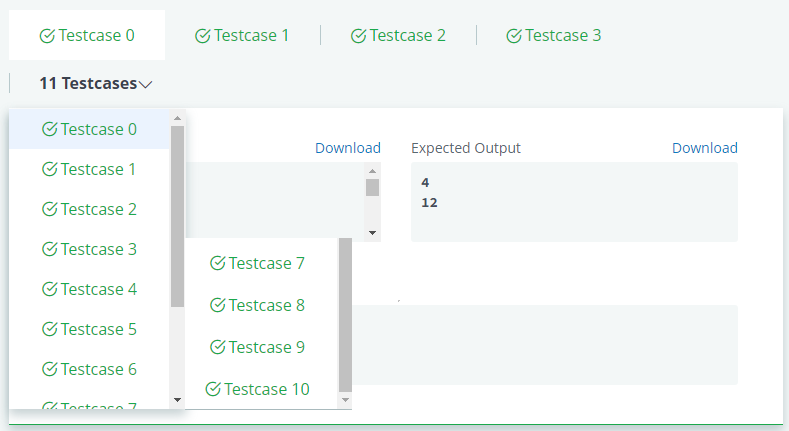 Testcase 0 Testcase 1 Testcase 2 Testcase 3
11 Testcases
Testcase 0
Testcase 1
Testcase 2
Testcase 3
Testcase 4
Testcase 5
Testcase 6
Testcase 7
Download
Testcase 7
Testcase 8
Testcase 9
Testcase 10
Expected Output Download
4
12